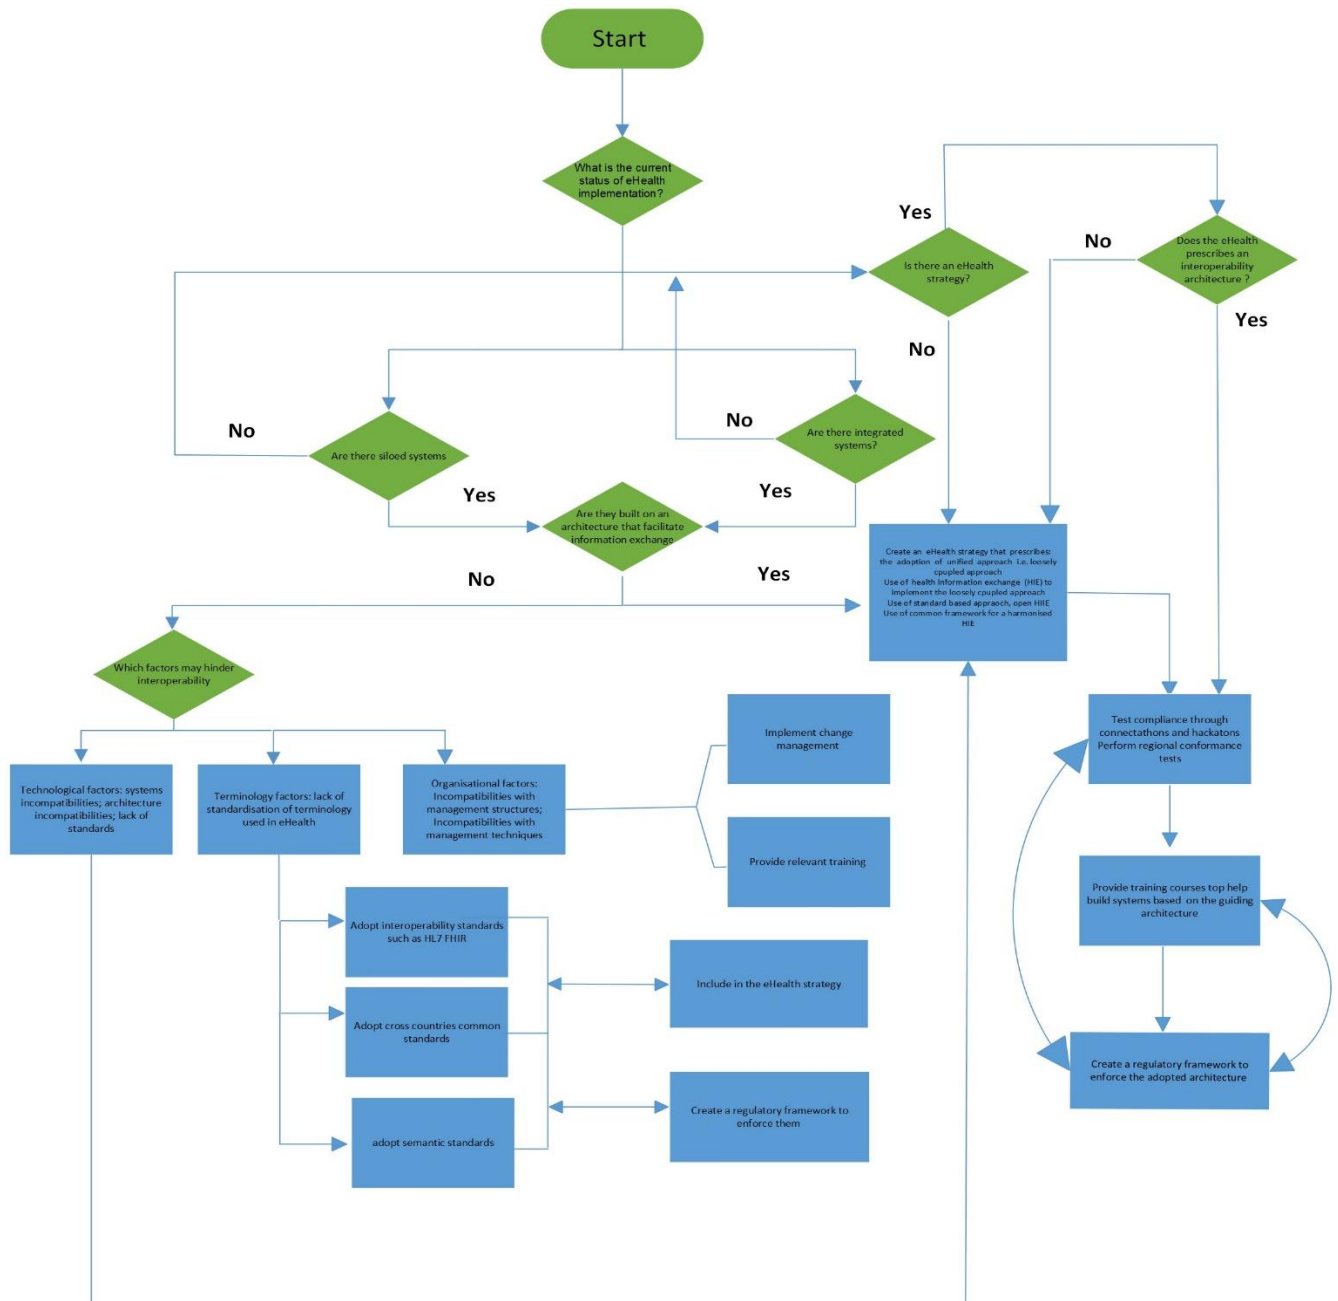 Start
What is the current
status of eHealth
implementation?
Yes
No
Is there an eHealth
strategy?
Does the eHealth
prescribes an
interoperability
architecture ?
Yes
No
No
No
Are there siloed systems
Are there integrated
systems?
Yes
Yes
Are they built on an
architecture that facilitate
information exchange
No
Yes
Create an eHealth strategy that prescribes:
the adoption of unified approach i.e. loosely
cpupled approach
Use of health Information exchange (HIE) to
implement the loosely cpupled approach
Use of standard based appraoch, open HIIE
Use of common framework for a harmonised
HIE
Which factors may hinder
interoperability
Technological factors: systems
incompatibilities; architecture
incompatibilities; lack of
standards
Terminology factors: lack of
standardisation of terminology
used in eHealth
Organisational factors:
Incompatibilities with
management structures;
Incompatibilities with
management techniques
Implement change
management
Provide relevant training
Test compliance through
connectathons and hackatons
Perform regional conformance
tests
Provide training courses top help
build systems based on the guiding
architecture
Adopt interoperability standards
such as HL7 FHIR
Include in the eHealth strategy
Adopt cross countries common
standards
Create a regulatory framework to
enforce the adopted architecture
adopt semantic standards
Create a regulatory framework to
enforce them